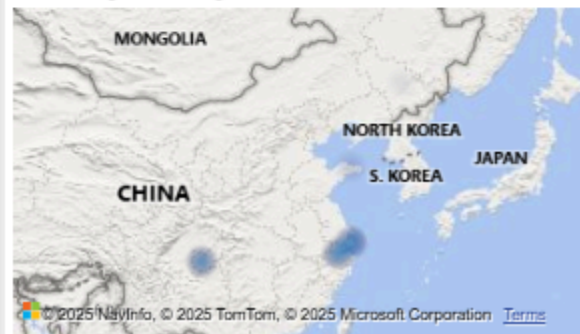 MONGOLIA
NORTH KOREA
JAPAN
S. KOREA
CHINA
© 2025 NavInfo, © 2025 TomTom, © 2025 Microsoft Corporation Terms